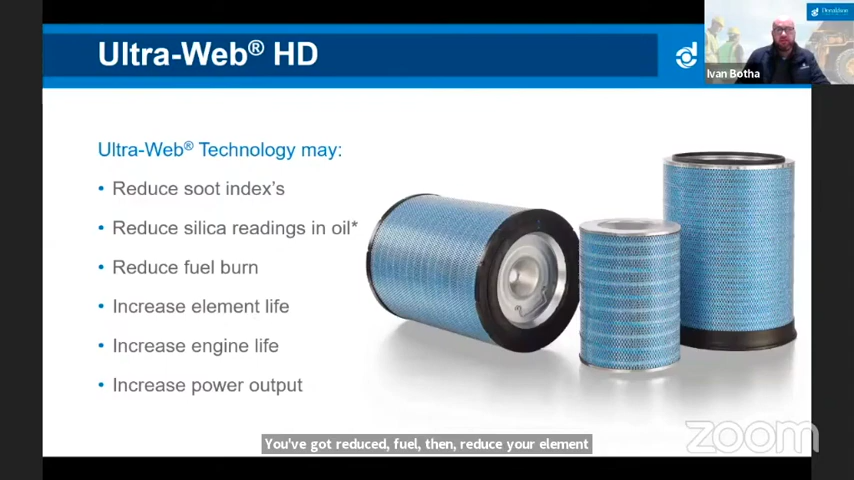 Ultra-Web® HD
Donaldson
Ivan Botha
Ultra-Web® Technology may:
• Reduce soot index's
• Reduce silica readings in oil*
• Reduce fuel burn
• Increase element life
• Increase engine life
• Increase power output
You've got reduced, fuel, then, reduce your element
zoom